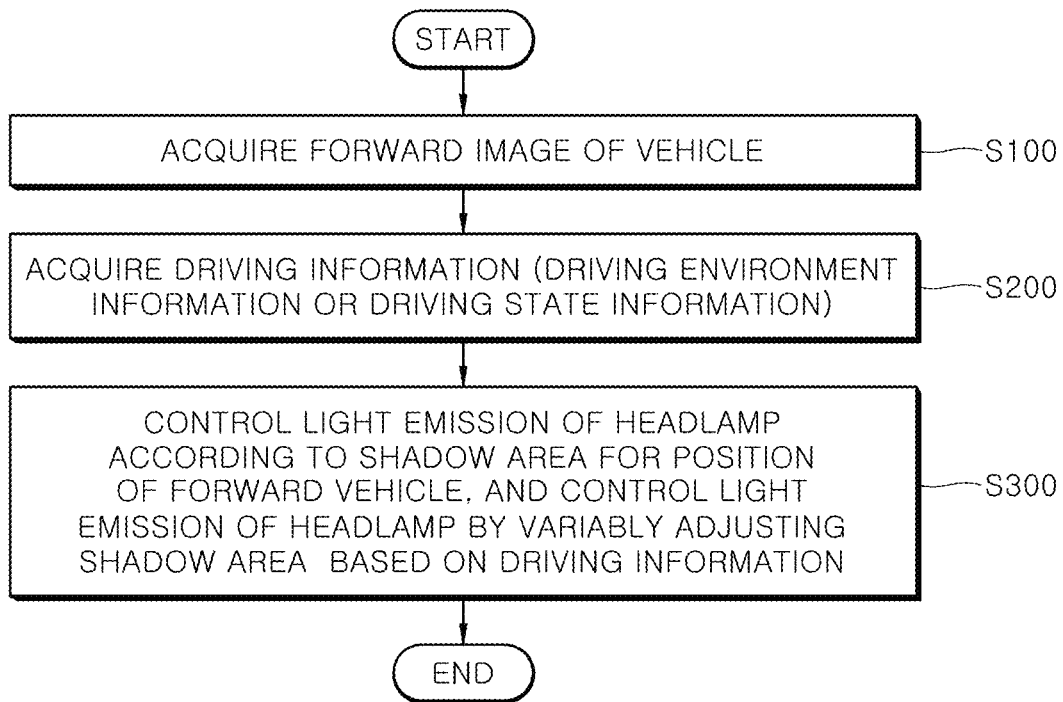 START
ACQUIRE FORWARD IMAGE OF VEHICLE
S100
ACQUIRE DRIVING INFORMATION (DRIVING ENVIRONMENT
INFORMATION OR DRIVING STATE INFORMATION)
S200
CONTROL LIGHT EMISSION OF HEADLAMP
ACCORDING TO SHADOW AREA FOR POSITION
OF FORWARD VEHICLE, AND CONTROL LIGHT
EMISSION OF HEADLAMP BY VARIABLY ADJUSTING
SHADOW AREA BASED ON DRIVING INFORMATION
S300
END